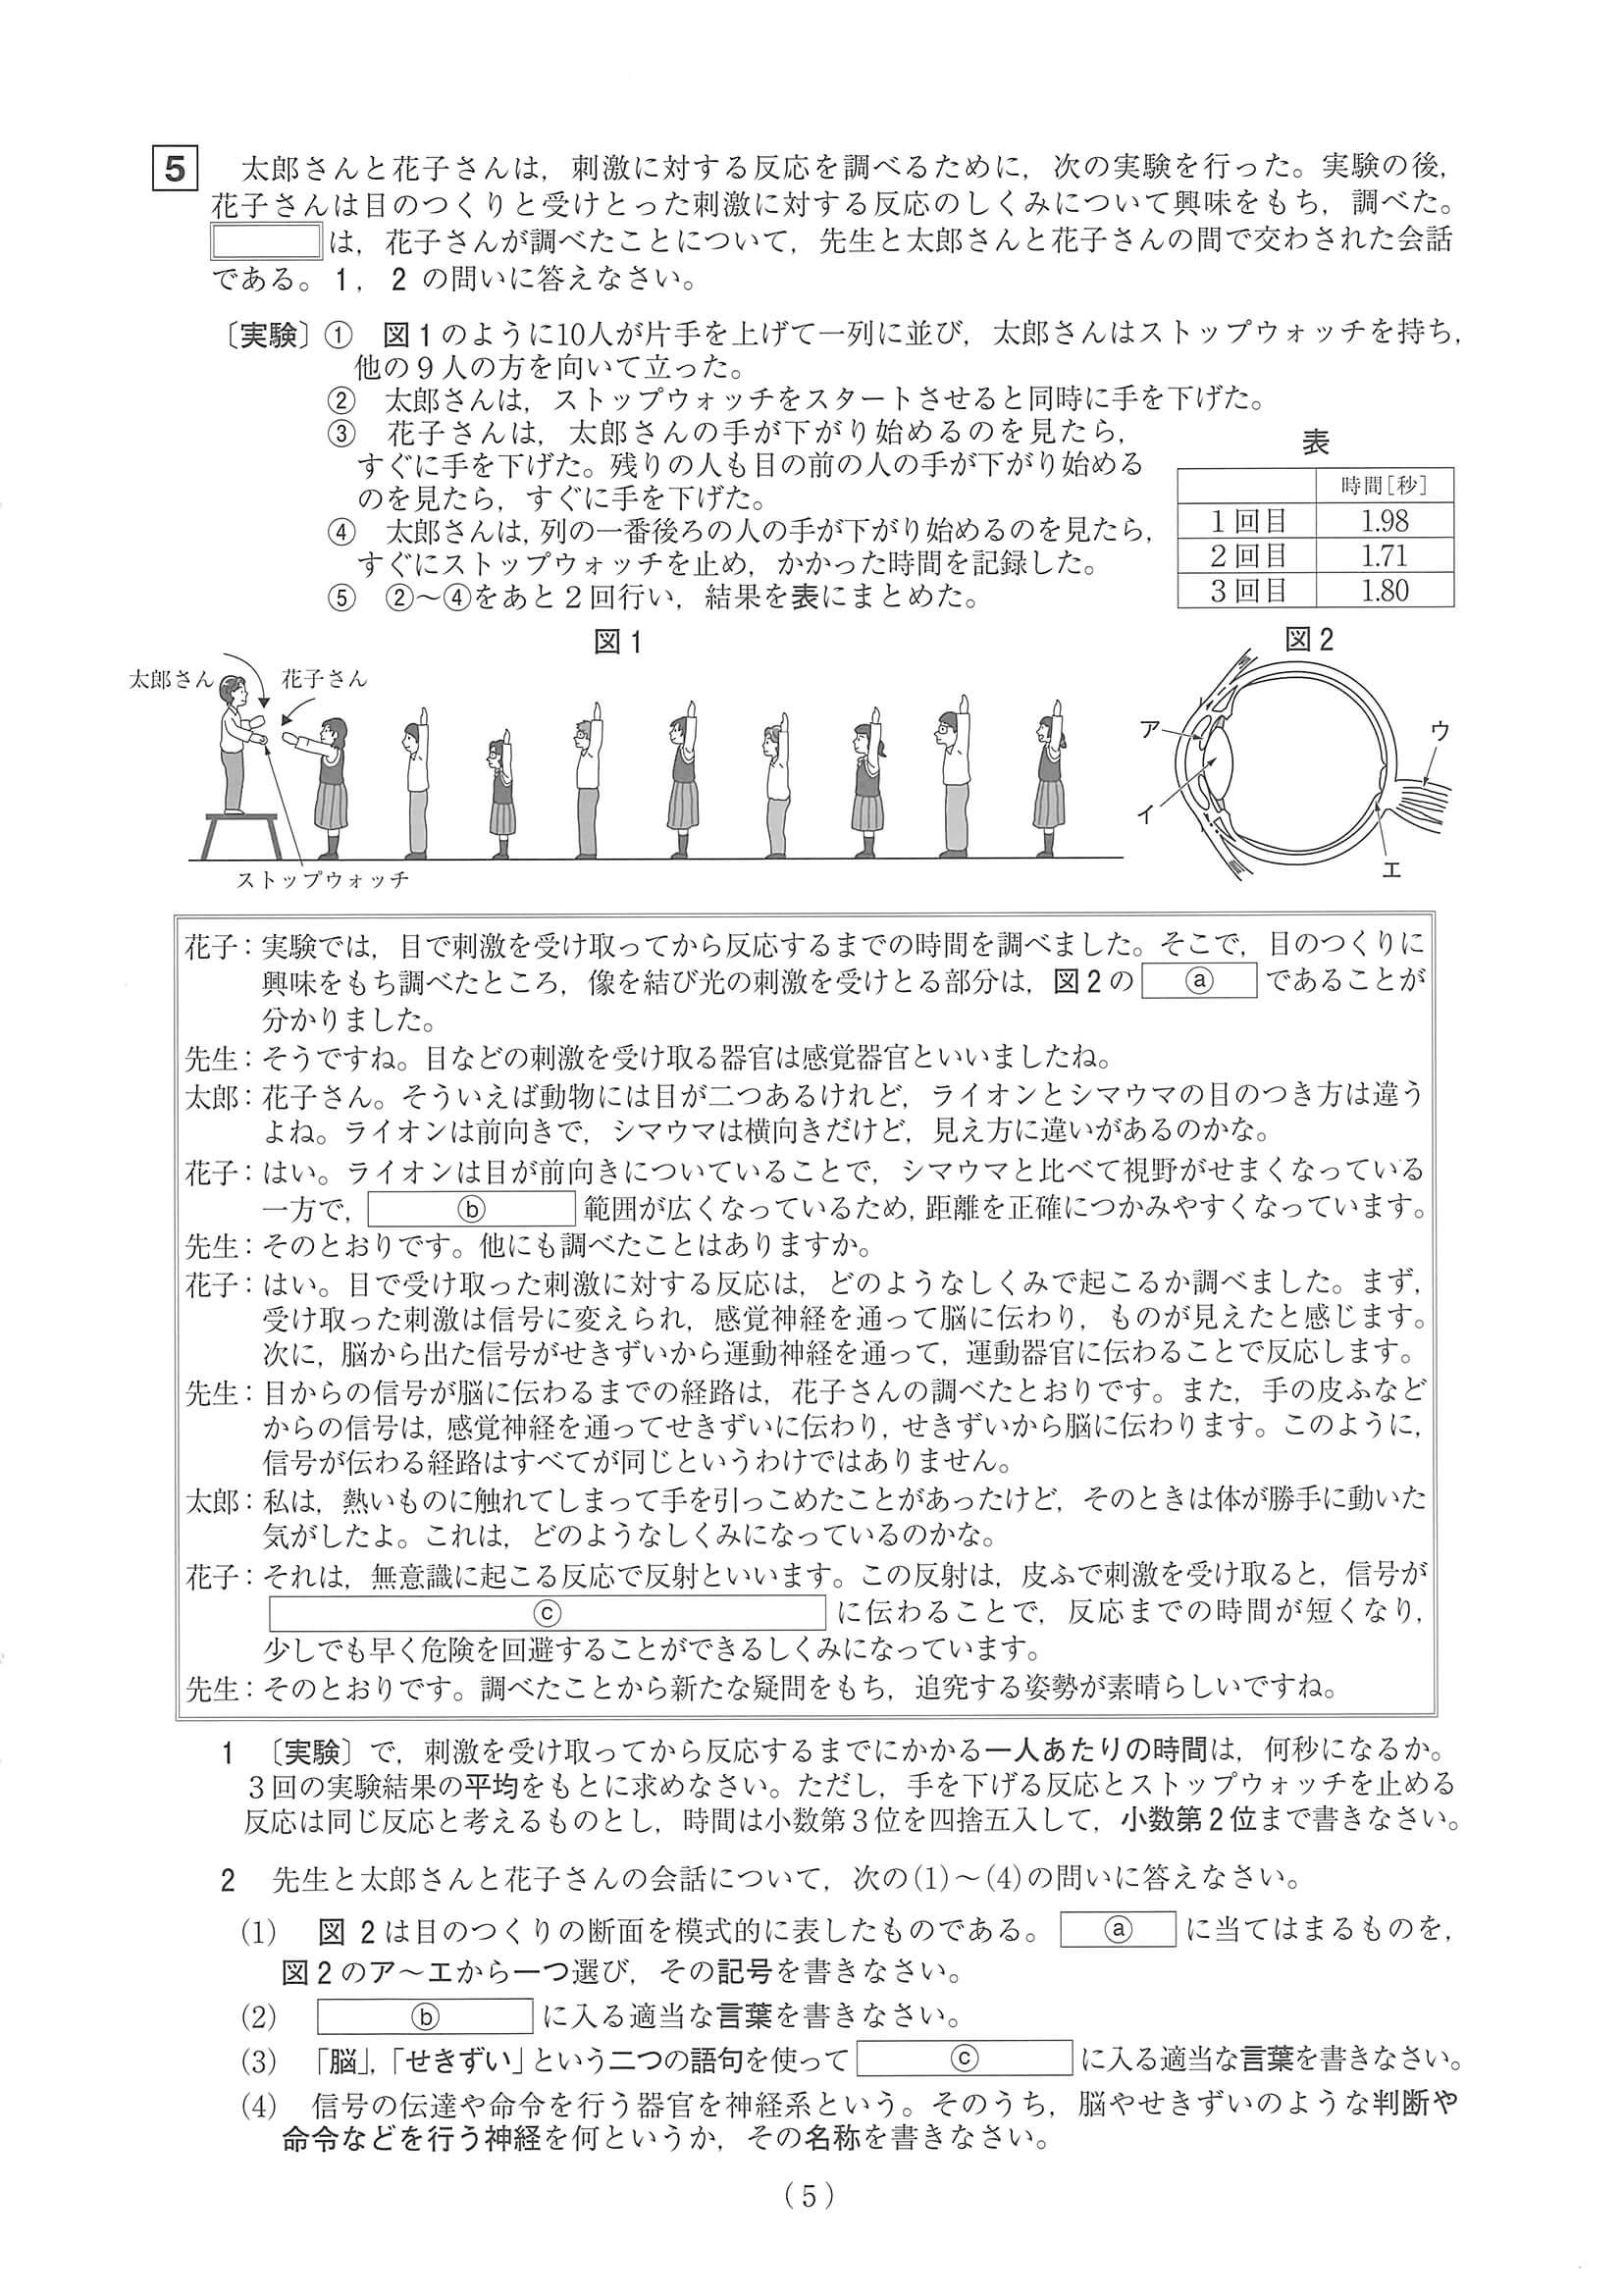 5 太郎さんと花子さんは，刺激に対する反応を調べるために，次の実験を行った。実験の後，
花子さんは目のつくりと受けとった刺激に対する反応のしくみについて興味をもち，調べた。
は，花子さんが調べたことについて，先生と太郎さんと花子さんの間で交わされた会話
である。1，2 の問いに答えなさい。
〔実験〕① 図1のように10人が片手を上げて一列に並び，太郎さんはストップウォッチを持ち，
他の9人の方を向いて立った。
② 太郎さんは，ストップウォッチをスタートさせると同時に手を下げた。
③ 花子さんは，太郎さんの手が下がり始めるのを見たら，
すぐに手を下げた。残りの人も目の前の人の手が下がり始める
のを見たら，すぐに手を下げた。
④ 太郎さんは，列の一番後ろの人の手が下がり始めるのを見たら，
すぐにストップウォッチを止め，かかった時間を記録した。
⑤ ②～④をあと2回行い，結果を表にまとめた。
表
時間[秒]
1回目 1.98
2回目 1.71
3回目 1.80
図1
太郎さん
花子さん
ストップウォッチ
図2
ア
イ
ウ
エ
花子：実験では，目で刺激を受け取ってから反応するまでの時間を調べました。そこで，目のつくりに
興味をもち調べたところ，像を結び光の刺激を受けとる部分は，図2の ⓐ であることが
分かりました。
先生：そうですね。目などの刺激を受け取る器官は感覚器官といいましたね。
太郎：花子さん。そういえば動物には目が二つあるけれど，ライオンとシマウマの目のつき方は違う
よね。ライオンは前向きで，シマウマは横向きだけど，見え方に違いがあるのかな。
花子：はい。ライオンは目が前向きについていることで，シマウマと比べて視野がせまくなっている
一方で， ⓑ 範囲が広くなっているため，距離を正確につかみやすくなっています。
先生：そのとおりです。他にも調べたことはありますか。
花子：はい。目で受け取った刺激に対する反応は，どのようなしくみで起こるか調べました。まず，
受け取った刺激は信号に変えられ，感覚神経を通って脳に伝わり，ものが見えたと感じます。
次に，脳から出た信号がせきずいから運動神経を通って，運動器官に伝わることで反応します。
先生：目からの信号が脳に伝わるまでの経路は，花子さんの調べたとおりです。また，手の皮ふなど
からの信号は，感覚神経を通ってせきずいに伝わり，せきずいから脳に伝わります。このように，
信号が伝わる経路はすべてが同じというわけではありません。
太郎：私は，熱いものに触れてしまって手を引っこめたことがあったけど，そのときは体が勝手に動いた
気がしたよ。これは，どのようなしくみになっているのかな。
花子：それは，無意識に起こる反応で反射といいます。この反射は，皮ふで刺激を受け取ると，信号が
ⓒ に伝わることで，反応までの時間が短くなり，
少しでも早く危険を回避することができるしくみになっています。
先生：そのとおりです。調べたことから新たな疑問をもち，追究する姿勢が素晴らしいですね。
1 〔実験〕で，刺激を受け取ってから反応するまでにかかる一人あたりの時間は，何秒になるか。
3回の実験結果の平均をもとに求めなさい。ただし，手を下げる反応とストップウォッチを止める
反応は同じ反応と考えるものとし，時間は小数第3位を四捨五入して，小数第2位まで書きなさい。
2 先生と太郎さんと花子さんの会話について，次の(1)～(4)の問いに答えなさい。
(1) 図2は目のつくりの断面を模式的に表したものである。 ⓐ に当てはまるものを，
図2のア～エから一つ選び，その記号を書きなさい。
(2) ⓑ に入る適当な言葉を書きなさい。
(3) 「脳」，「せきずい」という二つの語句を使って ⓒ に入る適当な言葉を書きなさい。
(4) 信号の伝達や命令を行う器官を神経系という。そのうち，脳やせきずいのような判断や
命令などを行う神経を何というか，その名称を書きなさい。
(5)